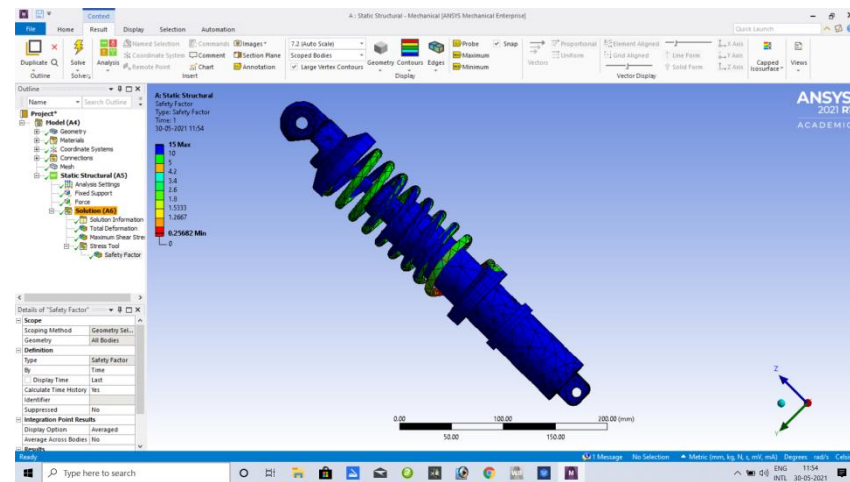 Context
A : Static Structural - Mechanical [ANSYS Mechanical Enterprise]
File Home Result Display Selection Automation
Quick Launch
Duplicate Q
Outline
Solve
Solver
Analysis
Named Selection Commands Images
Coordinate System Comment Section Plane
Remote Point Chart Annotation
Insert
7.2 (Auto Scale)
Scoped Bodies
Large Vertex Contours
Geometry Contours Edges
Display
Probe Snap
Maximum
Minimum
Vectors
Proportional
Uniform
Element Aligned
Grid Aligned Line Form
Solid Form
X Axis
Y Axis
Z Axis
Vector Display
Capped
Isosurface
Views
Outline
Name Search Outline
Project*
Model (A4)
Geometry
Materials
Coordinate Systems
Connections
Mesh
Static Structural (A5)
Analysis Settings
Fixed Support
Force
Solution (A6)
Solution Information
Total Deformation
Maximum Shear Stre
Stress Tool
Safety Factor
A: Static Structural
Safety Factor
Type: Safety Factor
Time: 1
30-05-2021 11:54
15 Max
10
5
4.2
3.4
2.6
1.8
1.5333
1.2667
0.25682 Min
0
ANSYS
2021 R
ACADEMIC
0.00 100.00 200.00 (mm)
50.00 150.00
Z
Y
Details of "Safety Factor"
Scope
Scoping Method Geometry Sel...
Geometry All Bodies
Definition
Type Safety Factor
By Time
Display Time Last
Calculate Time History Yes
Identifier
Suppressed No
Integration Point Results
Display Option Averaged
Average Across Bodies No
Results
Ready
1 Message No Selection Metric (mm, kg, N, s, mV, mA) Degrees rad/s Celsi
Type here to search
ENG 11:54
INTL 30-05-2021